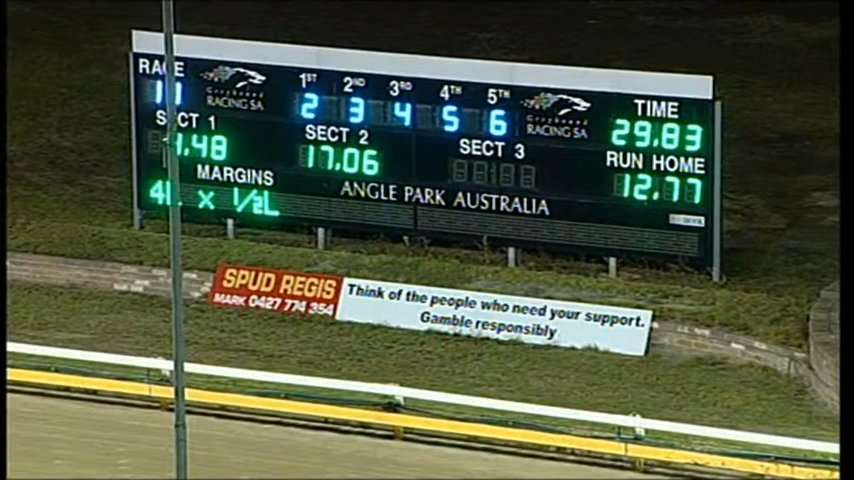 RACE 1ST 2ND 3RD 4TH 5TH TIME
Greyhound RACING SA
Greyhound RACING SA
11 2 3 4 5 6 29.83
SECT 1 SECT 2 SECT 3 RUN HOME
.48 17.06 12.77
MARGINS
ANGLE PARK AUSTRALIA
4L x 1/2L
SPUD REGIS
MARK 0427 774 354
Think of the people who need your support.
Gamble responsibly